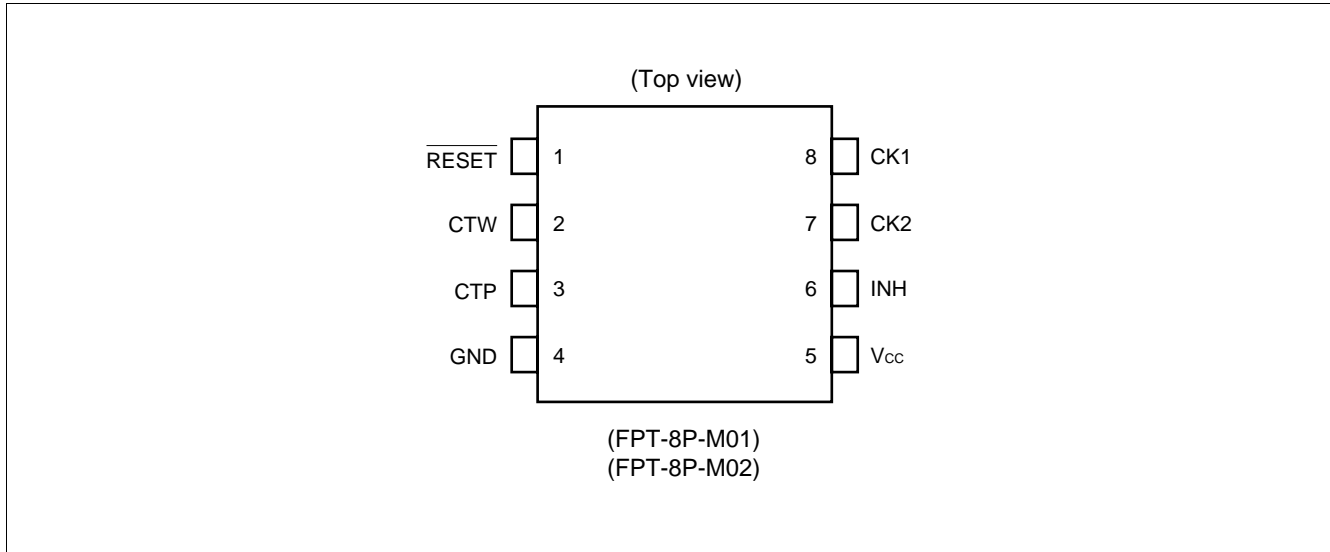 (Top view)
RESET 1 8 CK1
CTW 2 7 CK2
CTP 3 6 INH
GND 4 5 Vcc
(FPT-8P-M01)
(FPT-8P-M02)